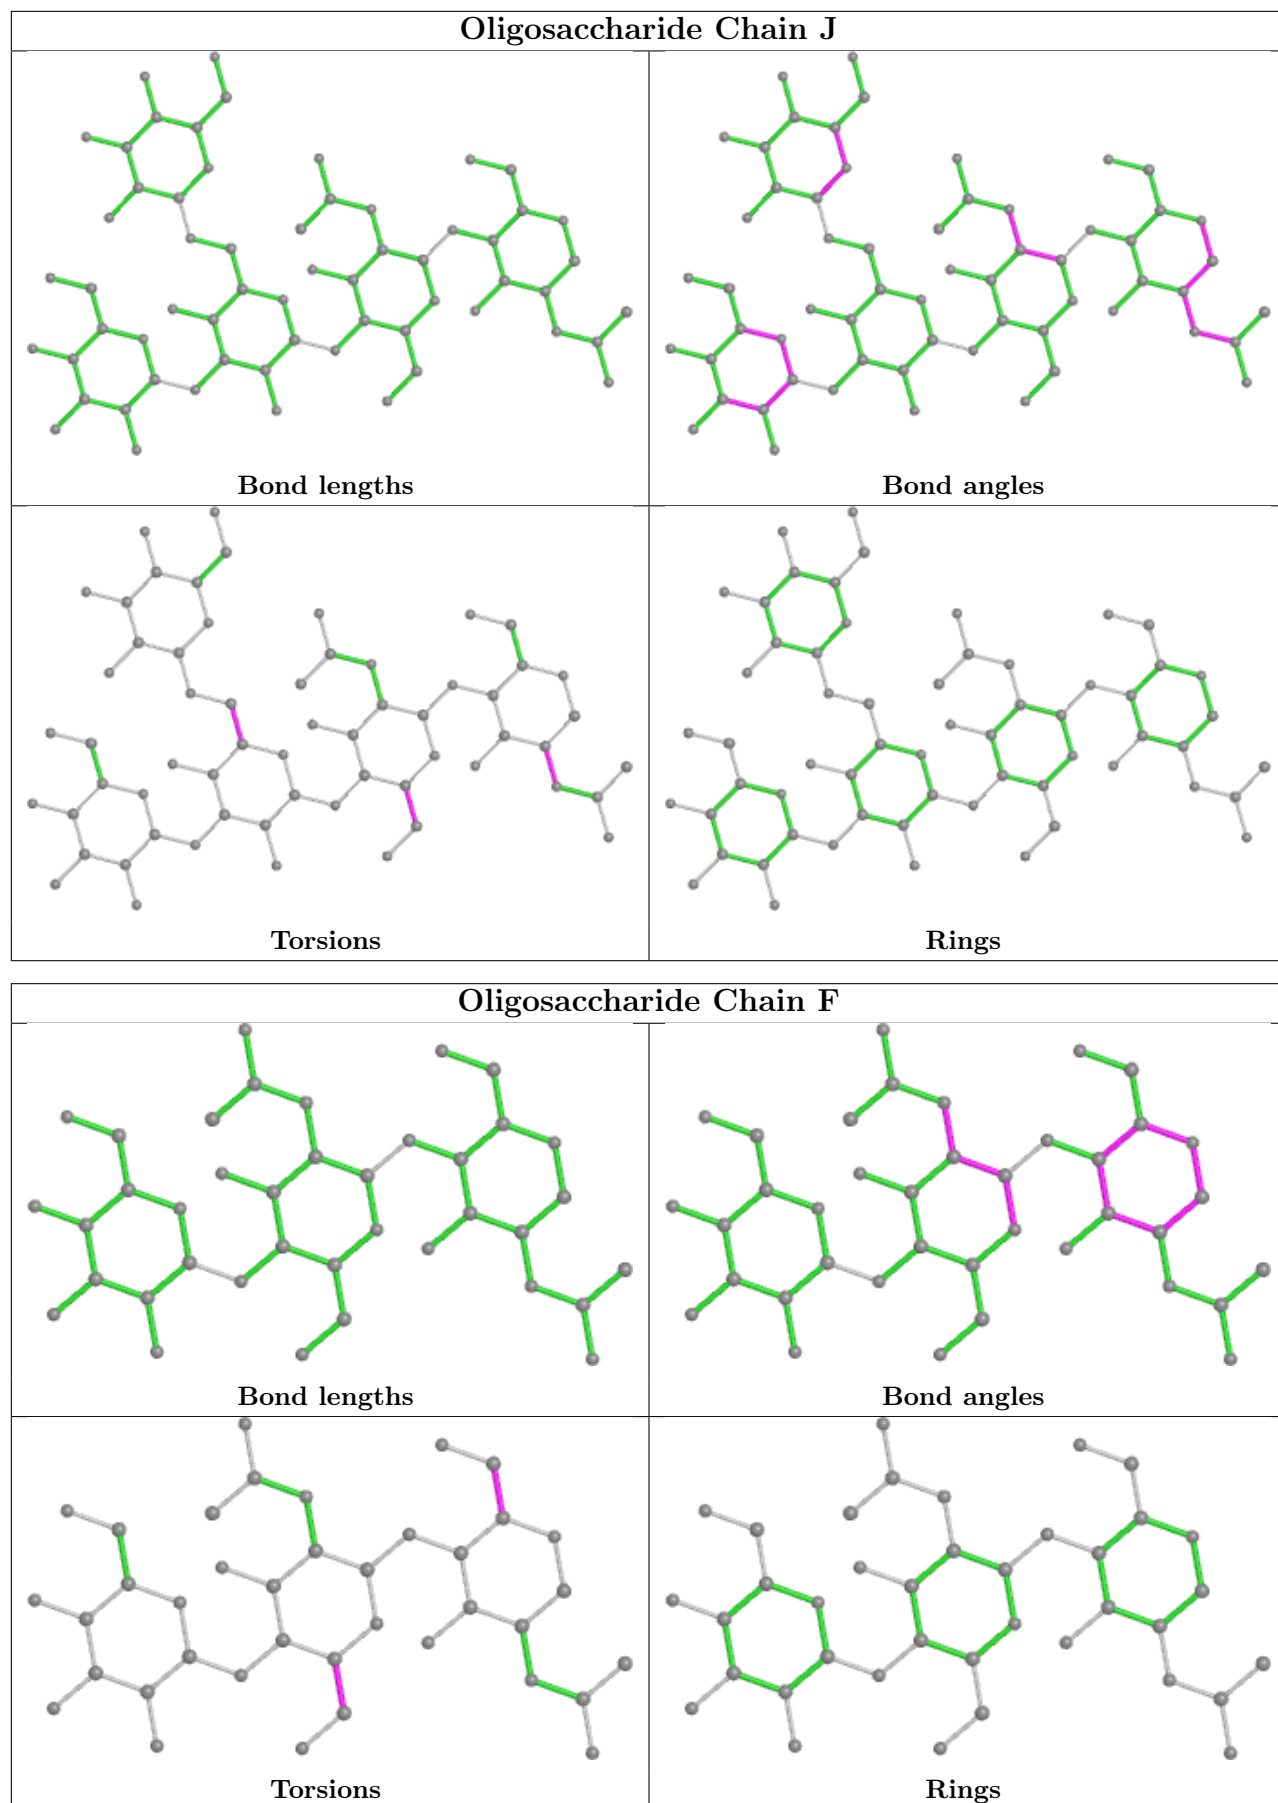 Oligosaccharide Chain J
Bond lengths
Bond angles
Torsions
Rings
Oligosaccharide Chain F
Bond lengths
Bond angles
Torsions
Rings